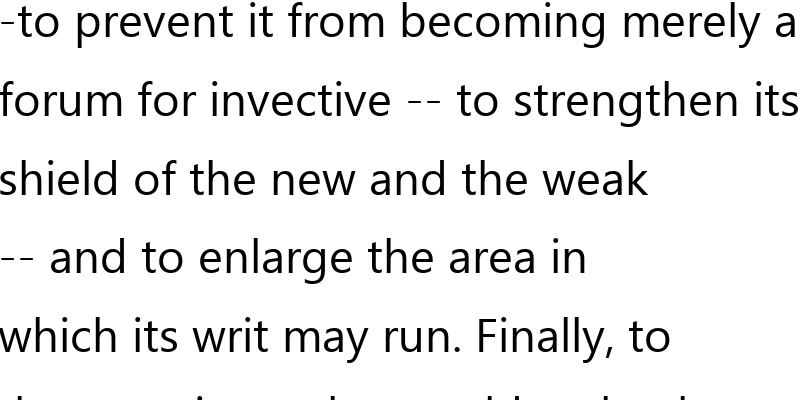 -to prevent it from becoming merely a
forum for invective -- to strengthen its
shield of the new and the weak
-- and to enlarge the area in
which its writ may run. Finally, to